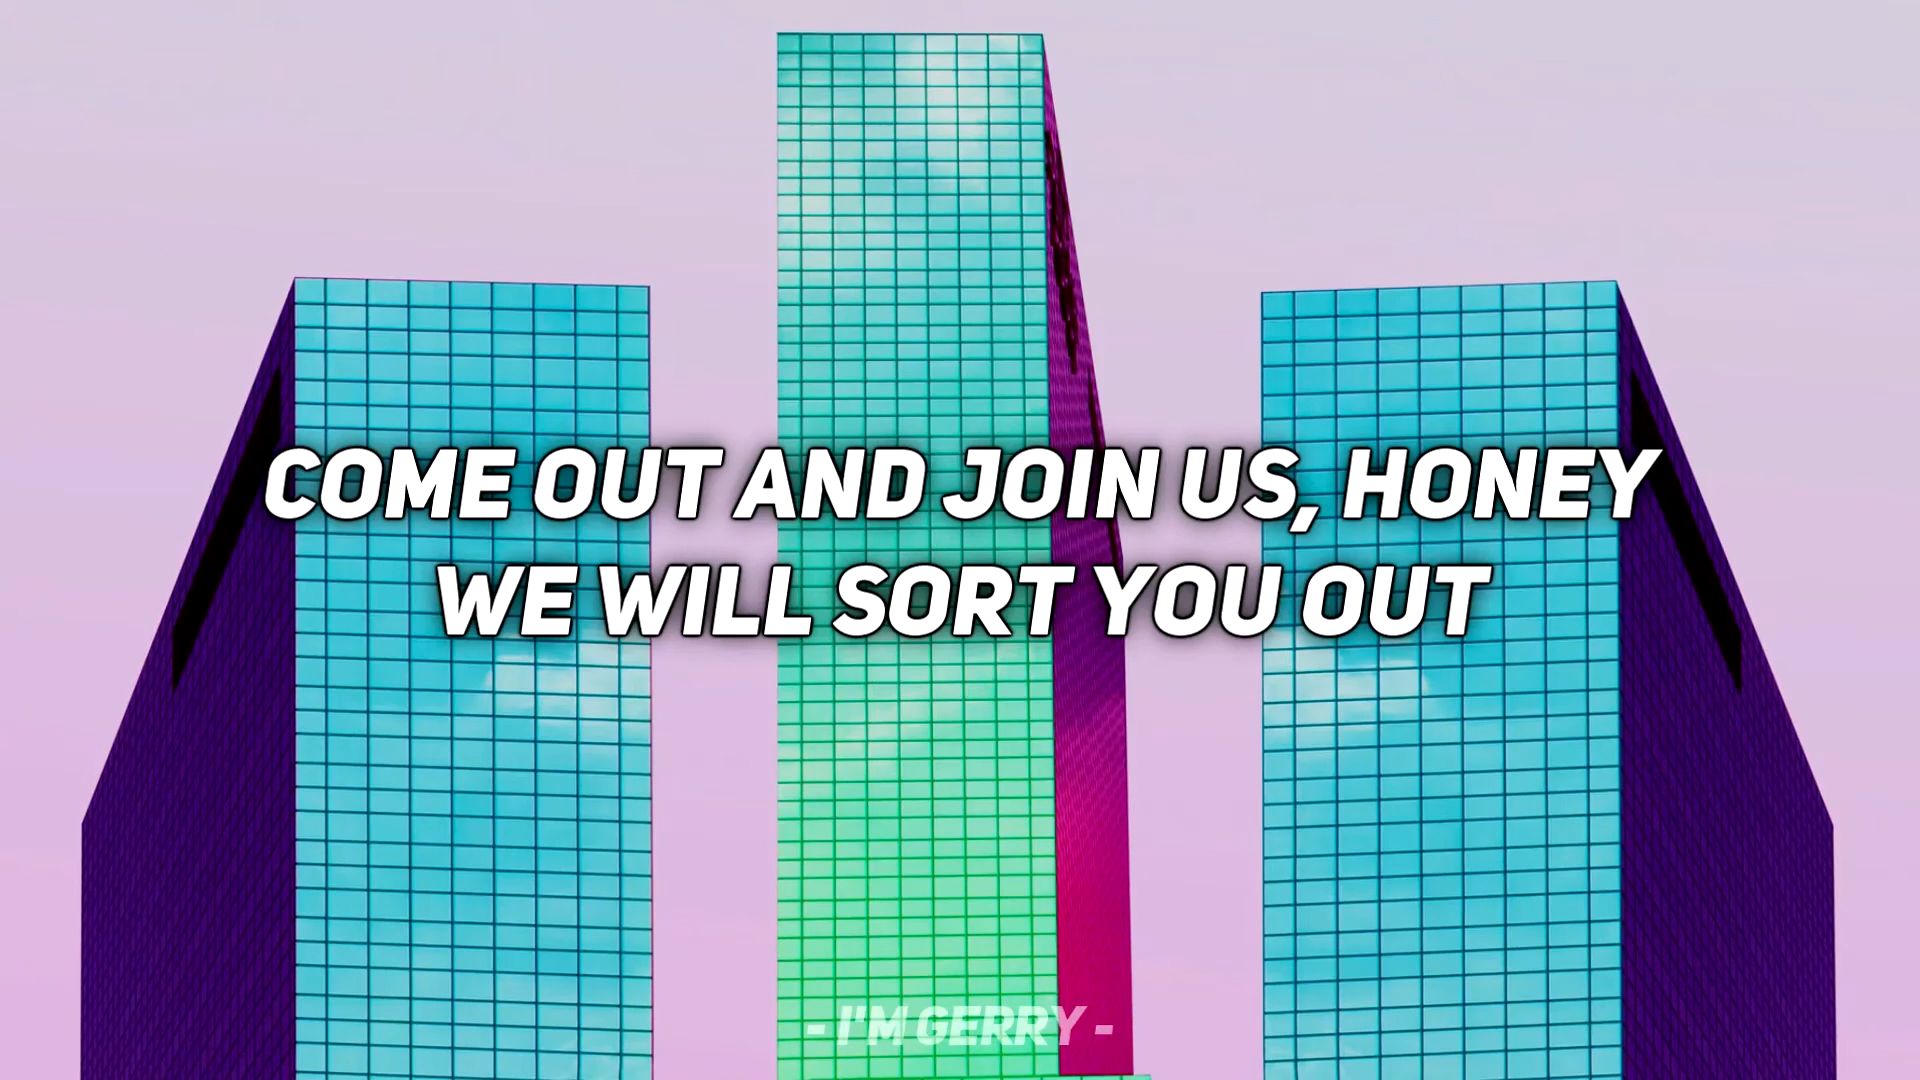 COME OUT AND JOIN US, HONEY
WE WILL SORT YOU OUT
- I'M GERRY -